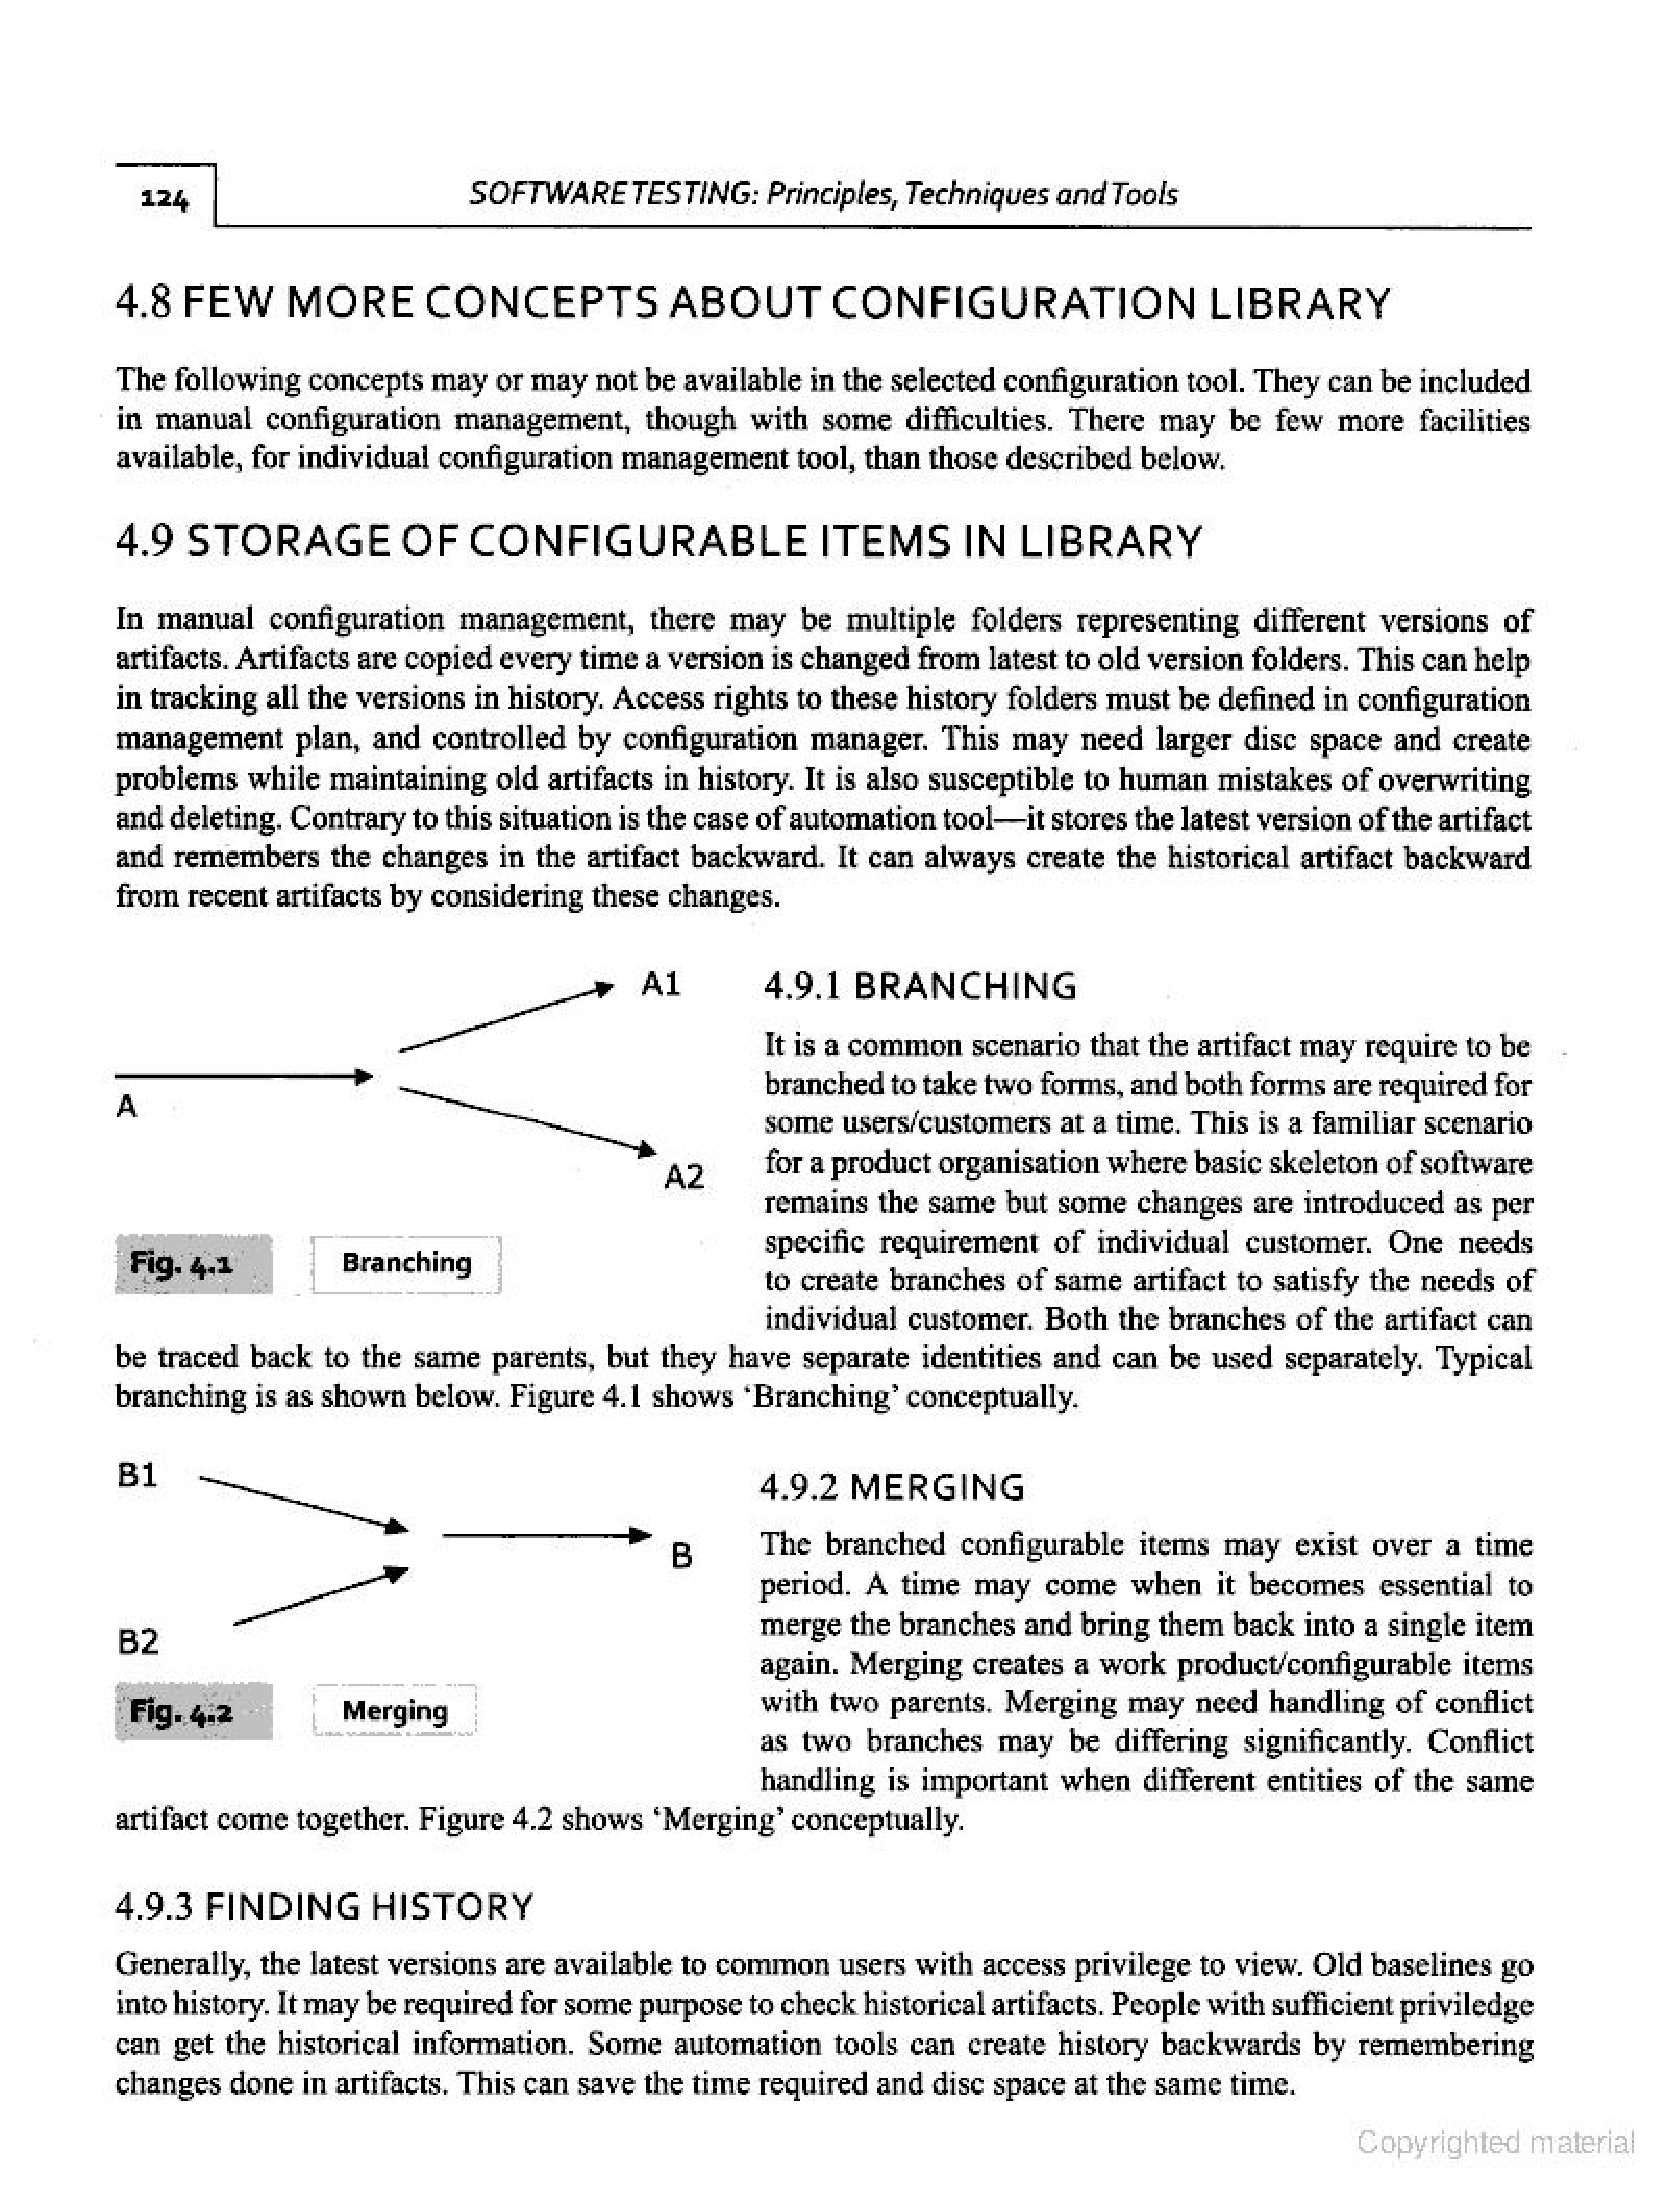 124
SOFTWARE TESTING: Principles, Techniques and Tools
4.8 FEW MORE CONCEPTS ABOUT CONFIGURATION LIBRARY
The following concepts may or may not be available in the selected configuration tool. They can be included
in manual configuration management, though with some difficulties. There may be few more facilities
available, for individual configuration management tool, than those described below.
4.9 STORAGE OF CONFIGURABLE ITEMS IN LIBRARY
In manual configuration management, there may be multiple folders representing different versions of
artifacts. Artifacts are copied every time a version is changed from latest to old version folders. This can help
in tracking all the versions in history. Access rights to these history folders must be defined in configuration
management plan, and controlled by configuration manager. This may need larger disc space and create
problems while maintaining old artifacts in history. It is also susceptible to human mistakes of overwriting
and deleting. Contrary to this situation is the case of automation tool—it stores the latest version of the artifact
and remembers the changes in the artifact backward. It can always create the historical artifact backward
from recent artifacts by considering these changes.
A1
A
A2
Fig. 4.1 Branching
4.9.1 BRANCHING
It is a common scenario that the artifact may require to be
branched to take two forms, and both forms are required for
some users/customers at a time. This is a familiar scenario
for a product organisation where basic skeleton of software
remains the same but some changes are introduced as per
specific requirement of individual customer. One needs
to create branches of same artifact to satisfy the needs of
individual customer. Both the branches of the artifact can
be traced back to the same parents, but they have separate identities and can be used separately. Typical
branching is as shown below. Figure 4.1 shows ‘Branching’ conceptually.
B1
B
B2
Fig. 4.2 Merging
4.9.2 MERGING
The branched configurable items may exist over a time
period. A time may come when it becomes essential to
merge the branches and bring them back into a single item
again. Merging creates a work product/configurable items
with two parents. Merging may need handling of conflict
as two branches may be differing significantly. Conflict
handling is important when different entities of the same
artifact come together. Figure 4.2 shows ‘Merging’ conceptually.
4.9.3 FINDING HISTORY
Generally, the latest versions are available to common users with access privilege to view. Old baselines go
into history. It may be required for some purpose to check historical artifacts. People with sufficient priviledge
can get the historical information. Some automation tools can create history backwards by remembering
changes done in artifacts. This can save the time required and disc space at the same time.
Copyrighted material